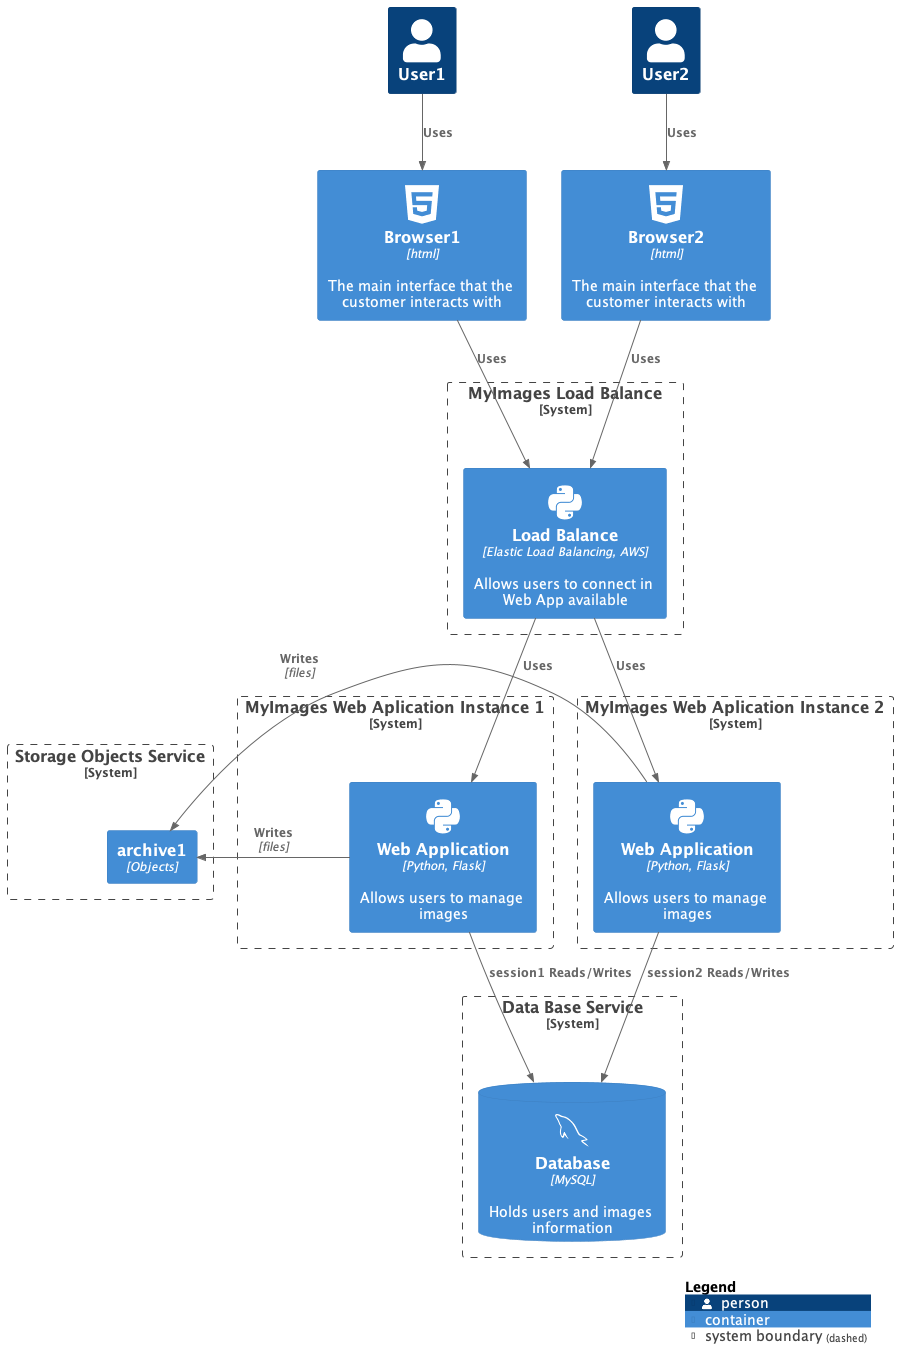 User1
User2
Uses
Uses
Browser1
[html]
The main interface that the
customer interacts with
Browser2
[html]
The main interface that the
customer interacts with
Uses
Uses
MyImages Load Balance
[System]
Load Balance
[Elastic Load Balancing, AWS]
Allows users to connect in
Web App available
Writes
[files]
Uses
Uses
Storage Objects Service
[System]
archive1
[Objects]
Writes
[files]
MyImages Web Aplication Instance 1
[System]
Web Application
[Python, Flask]
Allows users to manage
images
MyImages Web Aplication Instance 2
[System]
Web Application
[Python, Flask]
Allows users to manage
images
session1 Reads/Writes
session2 Reads/Writes
Data Base Service
[System]
Database
[MySQL]
Holds users and images
information
Legend
person
container
system boundary (dashed)